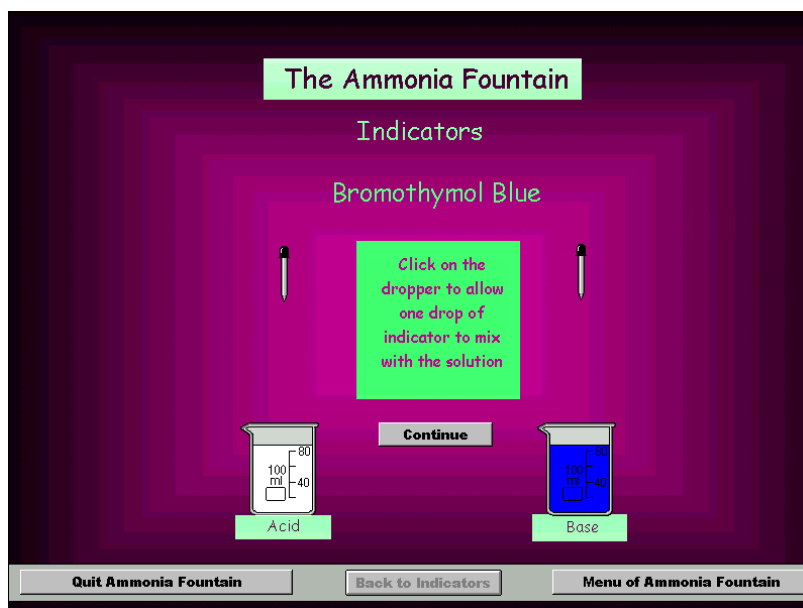 The Ammonia Fountain
Indicators
Bromothymol Blue
Click on the
dropper to allow
one drop of
indicator to mix
with the solution
Continue
80
100
ml
40
Acid
80
100
ml
40
Base
Quit Ammonia Fountain
Back to Indicators
Menu of Ammonia Fountain